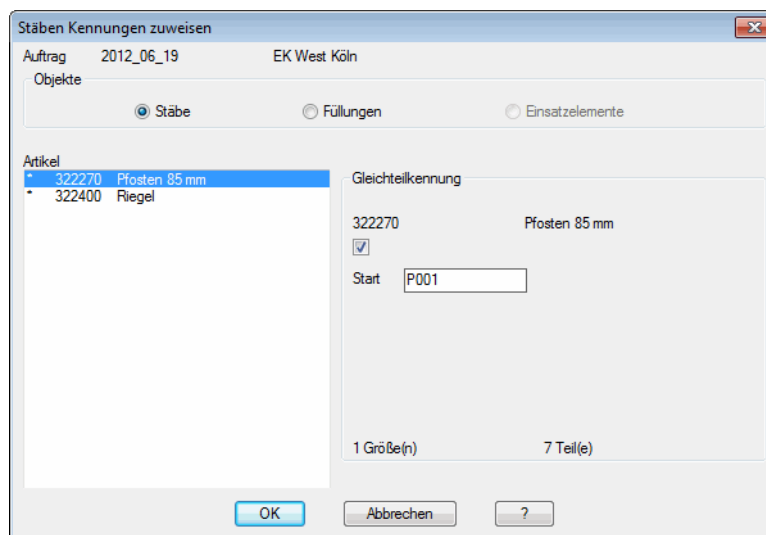 Stäben Kennungen zuweisen
Auftrag 2012_06_19 EK West Köln
Objekte
Stäbe Füllungen Einsatzelemente
Artikel
* 322270 Pfosten 85 mm
* 322400 Riegel
Gleichteilkennung
322270 Pfosten 85 mm
Start P001
1 Größe(n) 7 Teil(e)
OK Abbrechen ?